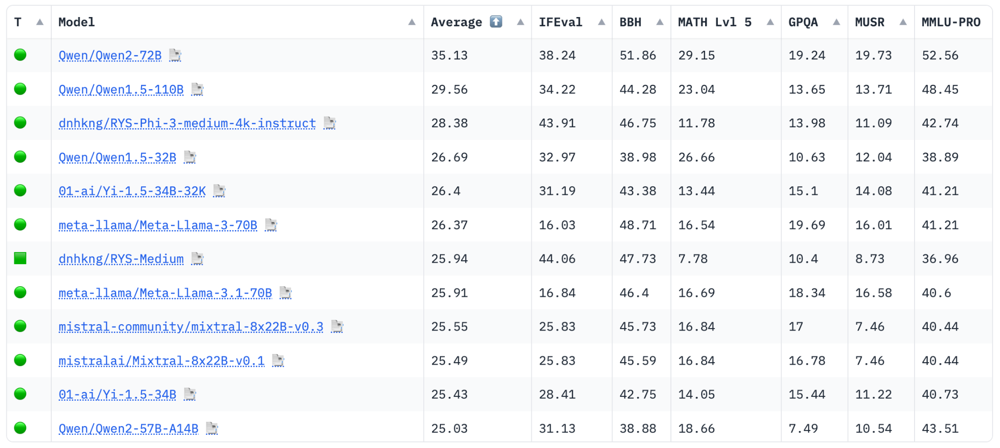 T Model Average IFEval BBH MATH Lvl 5 GPQA MUSR MMLU-PRO
Qwen/Qwen2-72B 35.13 38.24 51.86 29.15 19.24 19.73 52.56
Qwen/Qwen1.5-110B 29.56 34.22 44.28 23.04 13.65 13.71 48.45
dnhkng/RYS-Phi-3-medium-4k-instruct 28.38 43.91 46.75 11.78 13.98 11.09 42.74
Qwen/Qwen1.5-32B 26.69 32.97 38.98 26.66 10.63 12.04 38.89
01-ai/Yi-1.5-34B-32K 26.4 31.19 43.38 13.44 15.1 14.08 41.21
meta-llama/Meta-Llama-3-70B 26.37 16.03 48.71 16.54 19.69 16.01 41.21
dnhkng/RYS-Medium 25.94 44.06 47.73 7.78 10.4 8.73 36.96
meta-llama/Meta-Llama-3.1-70B 25.91 16.84 46.4 16.69 18.34 16.58 40.6
mistral-community/mixtral-8x22B-v0.3 25.55 25.83 45.73 16.84 17 7.46 40.44
mistralai/Mixtral-8x22B-v0.1 25.49 25.83 45.59 16.84 16.78 7.46 40.44
01-ai/Yi-1.5-34B 25.43 28.41 42.75 14.05 15.44 11.22 40.73
Qwen/Qwen2-57B-A14B 25.03 31.13 38.88 18.66 7.49 10.54 43.51